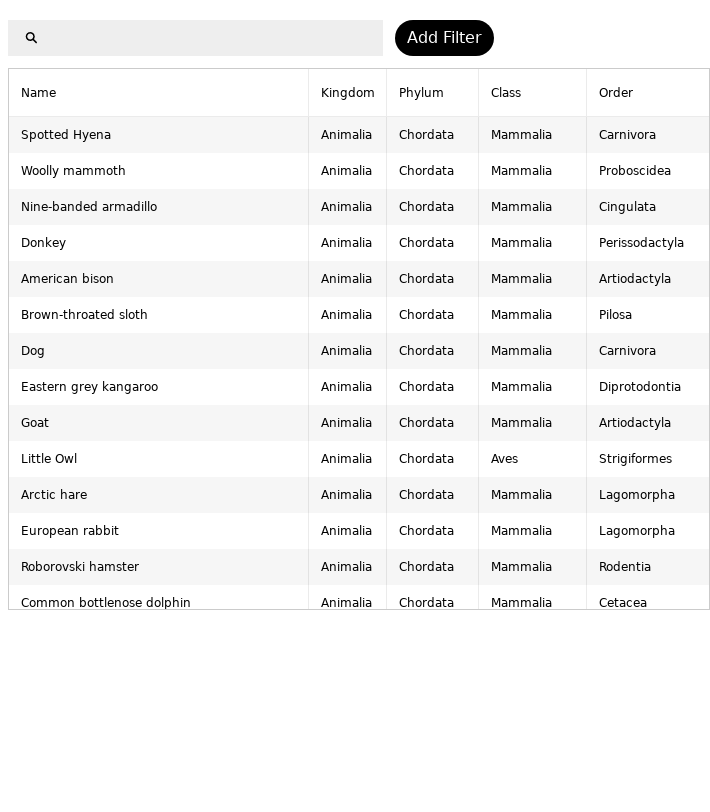 Add Filter
Name Kingdom Phylum Class Order
Spotted Hyena Animalia Chordata Mammalia Carnivora
Woolly mammoth Animalia Chordata Mammalia Proboscidea
Nine-banded armadillo Animalia Chordata Mammalia Cingulata
Donkey Animalia Chordata Mammalia Perissodactyla
American bison Animalia Chordata Mammalia Artiodactyla
Brown-throated sloth Animalia Chordata Mammalia Pilosa
Dog Animalia Chordata Mammalia Carnivora
Eastern grey kangaroo Animalia Chordata Mammalia Diprotodontia
Goat Animalia Chordata Mammalia Artiodactyla
Little Owl Animalia Chordata Aves Strigiformes
Arctic hare Animalia Chordata Mammalia Lagomorpha
European rabbit Animalia Chordata Mammalia Lagomorpha
Roborovski hamster Animalia Chordata Mammalia Rodentia
Common bottlenose dolphin Animalia Chordata Mammalia Cetacea